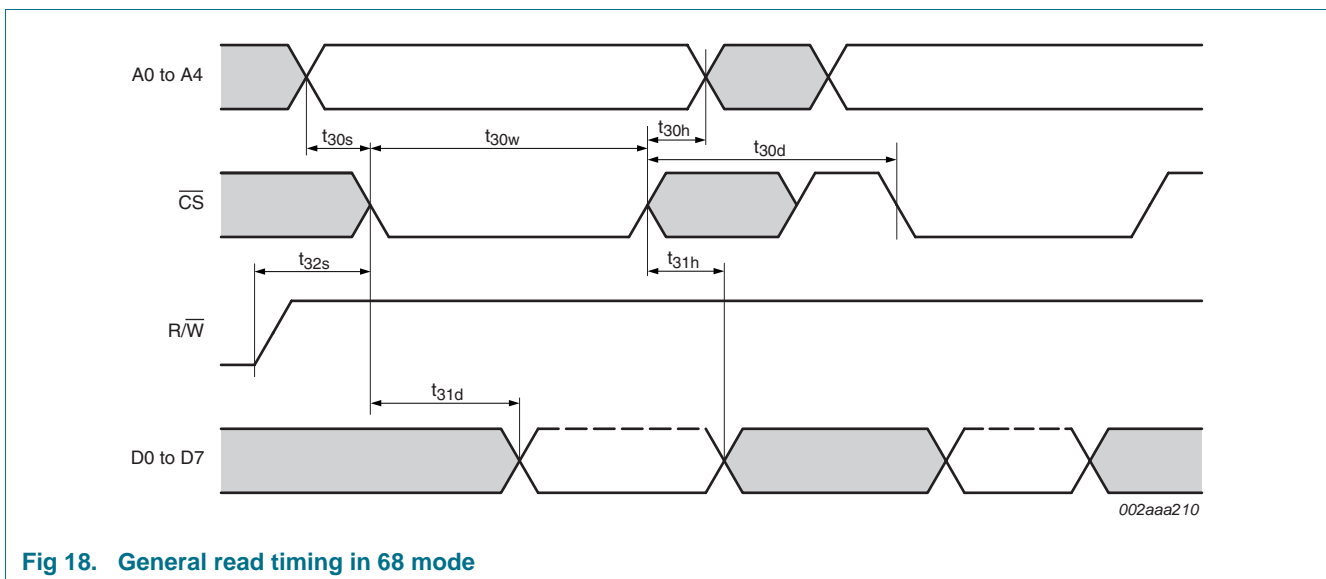 A0 to A4
t30s
t30w
t30h
t30d
CS
t32s
t31h
R/W
t31d
D0 to D7
002aaa210
Fig 18. General read timing in 68 mode